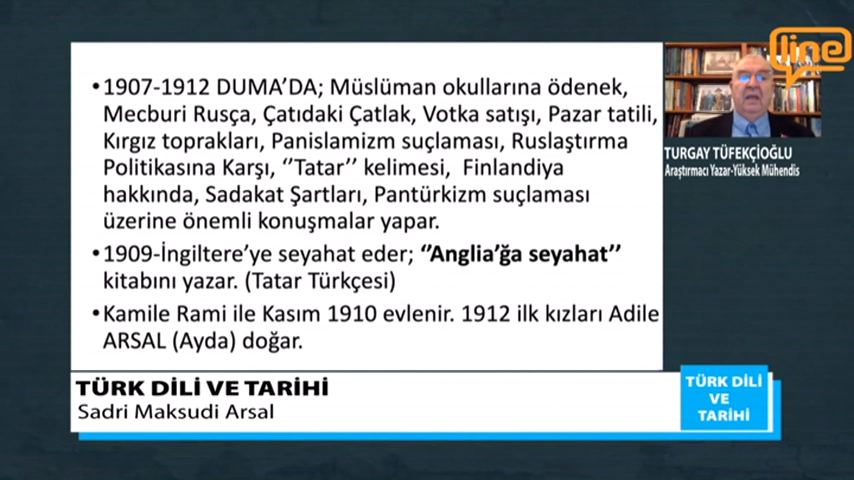 line
•1907-1912 DUMA’DA; Müslüman okullarına ödenek,
Mecburi Rusça, Çatıdaki Çatlak, Votka satışı, Pazar tatili,
Kırgız toprakları, Panislamizm suçlaması, Ruslaştırma
Politikasına Karşı, ‘’Tatar’’ kelimesi, Finlandiya
hakkında, Sadakat Şartları, Pantürkizm suçlaması
üzerine önemli konuşmalar yapar.
•1909-İngiltere’ye seyahat eder; ‘’Anglia’ğa seyahat’’
kitabını yazar. (Tatar Türkçesi)
•Kamile Rami ile Kasım 1910 evlenir. 1912 ilk kızları Adile
ARSAL (Ayda) doğar.
TURGAY TÜFEKÇİOĞLU
Araştırmacı Yazar-Yüksek Mühendis
TÜRK DİLİ VE TARİHİ
Sadri Maksudi Arsal
TÜRK DİLİ
VE
TARİHİ